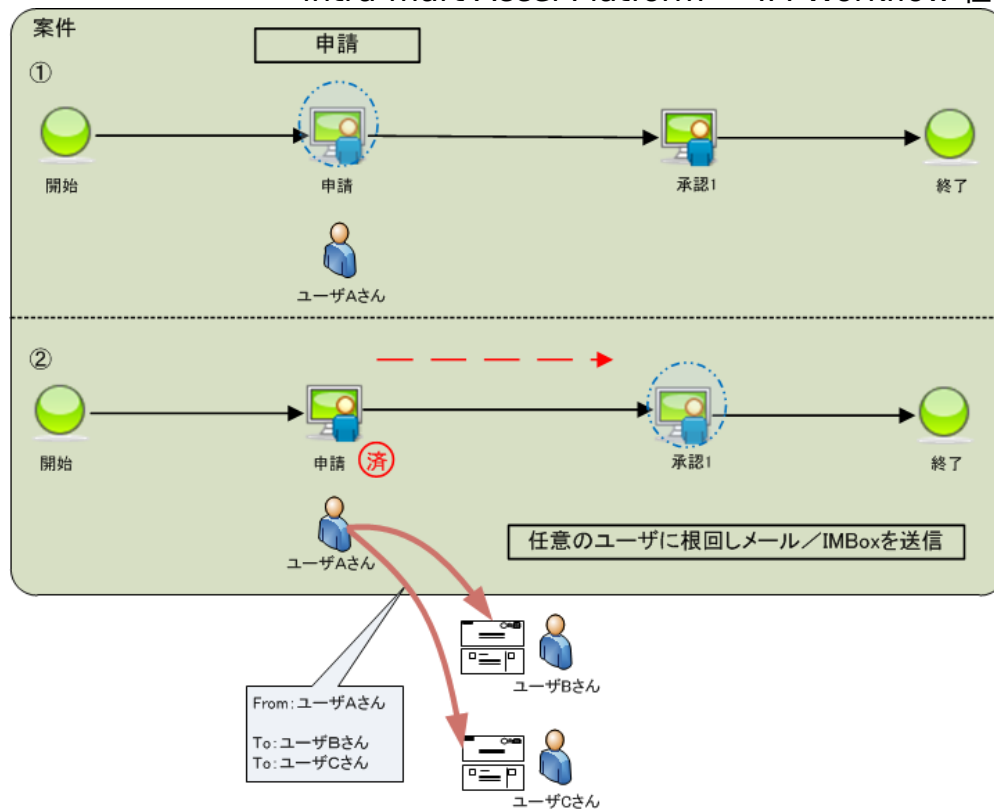 案件
申請
①
開始
申請
承認1
終了
ユーザAさん
②
開始
申請
済
承認1
終了
ユーザAさん
任意のユーザに根回しメール／IMBoxを送信
ユーザBさん
From:ユーザAさん
To:ユーザBさん
To:ユーザCさん
ユーザCさん